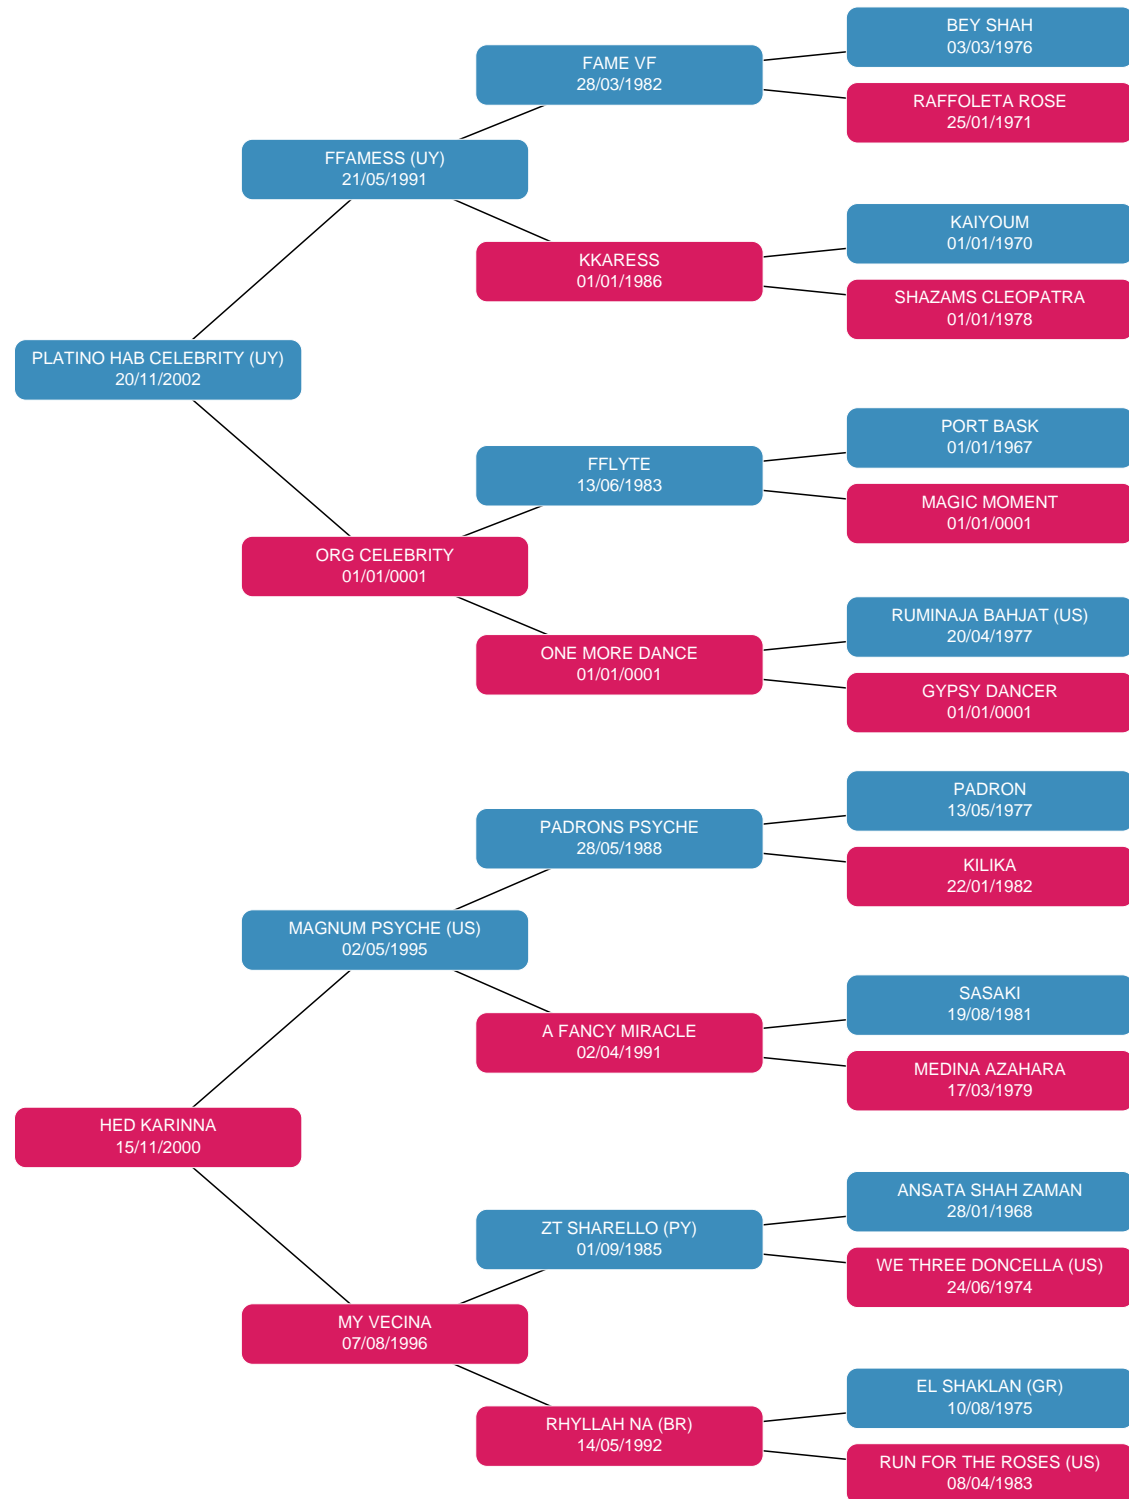 BEY SHAH
03/03/1976
FAME VF
28/03/1982
RAFFOLETA ROSE
25/01/1971
FFAMESS (UY)
21/05/1991
KAIYOUM
01/01/1970
KKARESS
01/01/1986
SHAZAMS CLEOPATRA
01/01/1978
PLATINO HAB CELEBRITY (UY)
20/11/2002
PORT BASK
01/01/1967
FFLYTE
13/06/1983
MAGIC MOMENT
01/01/0001
ORG CELEBRITY
01/01/0001
RUMINAJA BAHJAT (US)
20/04/1977
ONE MORE DANCE
01/01/0001
GYPSY DANCER
01/01/0001
PADRON
13/05/1977
PADRONS PSYCHE
28/05/1988
KILIKA
22/01/1982
MAGNUM PSYCHE (US)
02/05/1995
SASAKI
19/08/1981
A FANCY MIRACLE
02/04/1991
MEDINA AZAHARA
17/03/1979
HED KARINNA
15/11/2000
ANSATA SHAH ZAMAN
28/01/1968
ZT SHARELLO (PY)
01/09/1985
WE THREE DONCELLA (US)
24/06/1974
MY VECINA
07/08/1996
EL SHAKLAN (GR)
10/08/1975
RHYLLAH NA (BR)
14/05/1992
RUN FOR THE ROSES (US)
08/04/1983